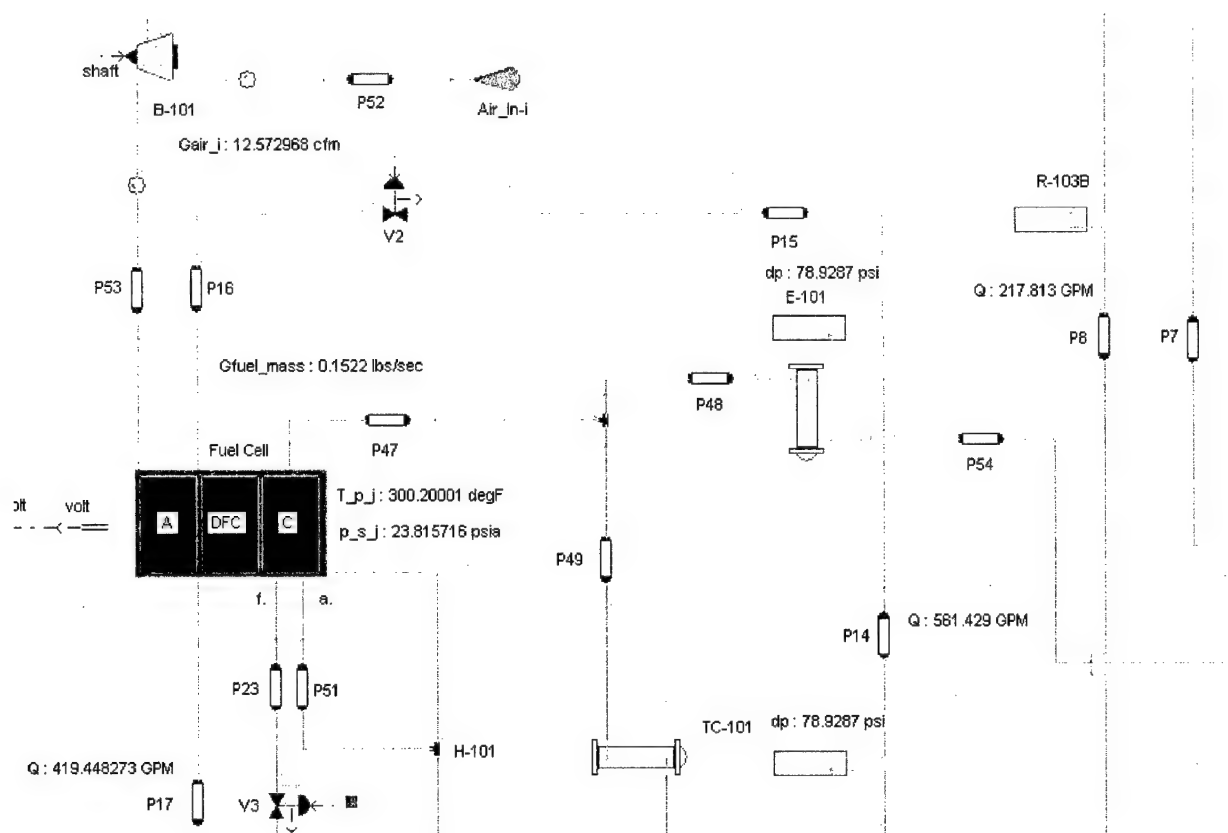 shaft
B-101
P52
Air_In-i
Gair_i : 12.572968 cfm
R-103B
V2
P15
dp : 78.9287 psi
E-101
P53
P16
Q : 217.813 GPM
P8
P7
Gfuel_mass : 0.1522 lbs/sec
P48
P47
Fuel Cell
P54
T_p_j : 300.20001 degF
volt
A
DFC
C
p_s_j : 23.815716 psia
P49
f.
a.
P14
Q : 561.429 GPM
P23
P51
TC-101
dp : 78.9287 psi
H-101
Q : 419.448273 GPM
P17
V3